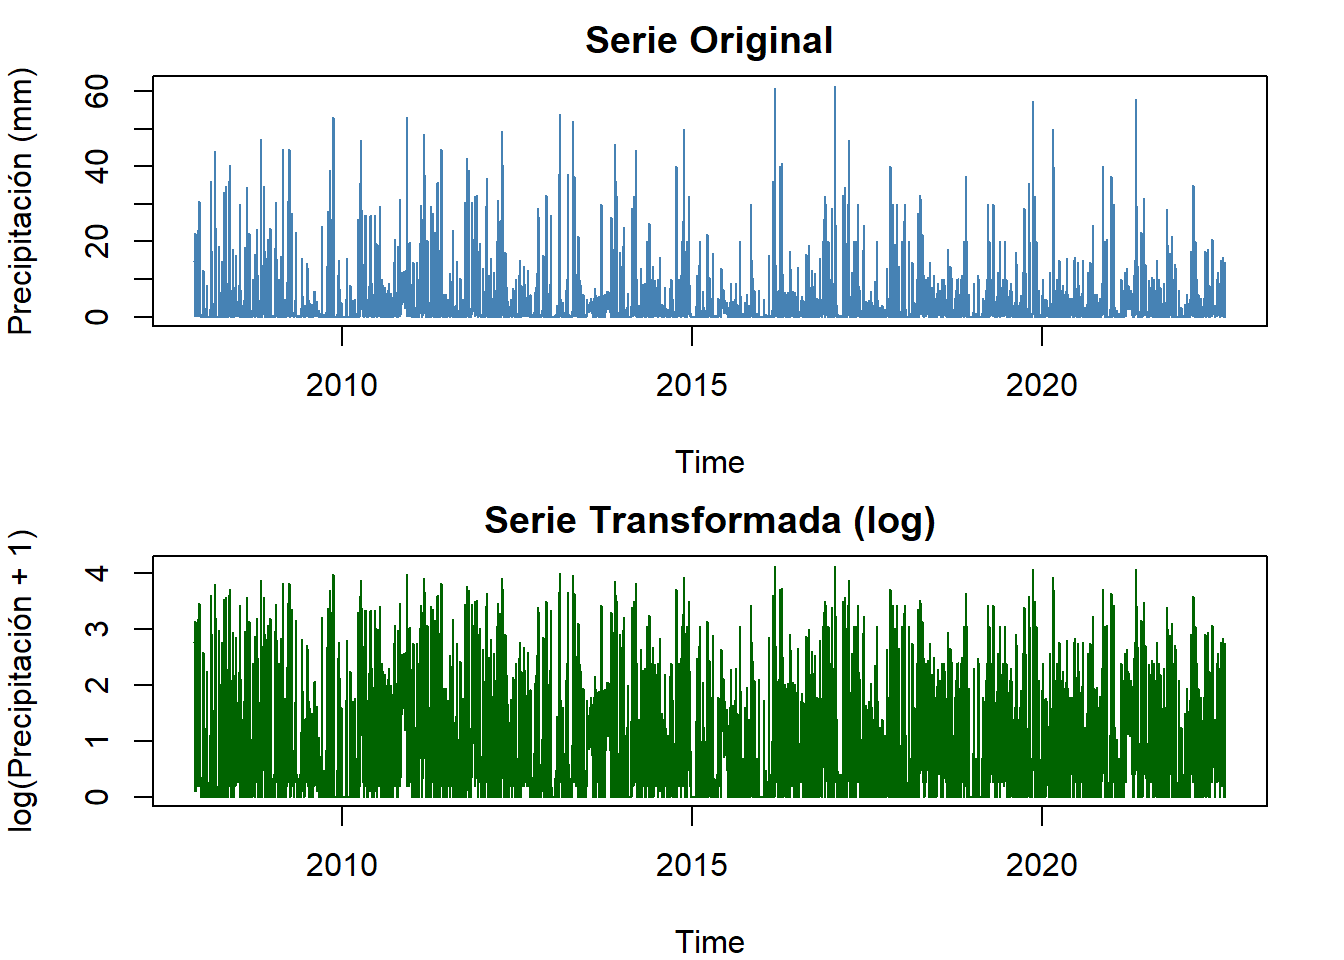 Serie Original
Precipitación (mm)
60
40
20
0
2010 2015 2020
Time
Serie Transformada (log)
log(Precipitación + 1)
4
3
2
1
0
2010 2015 2020
Time